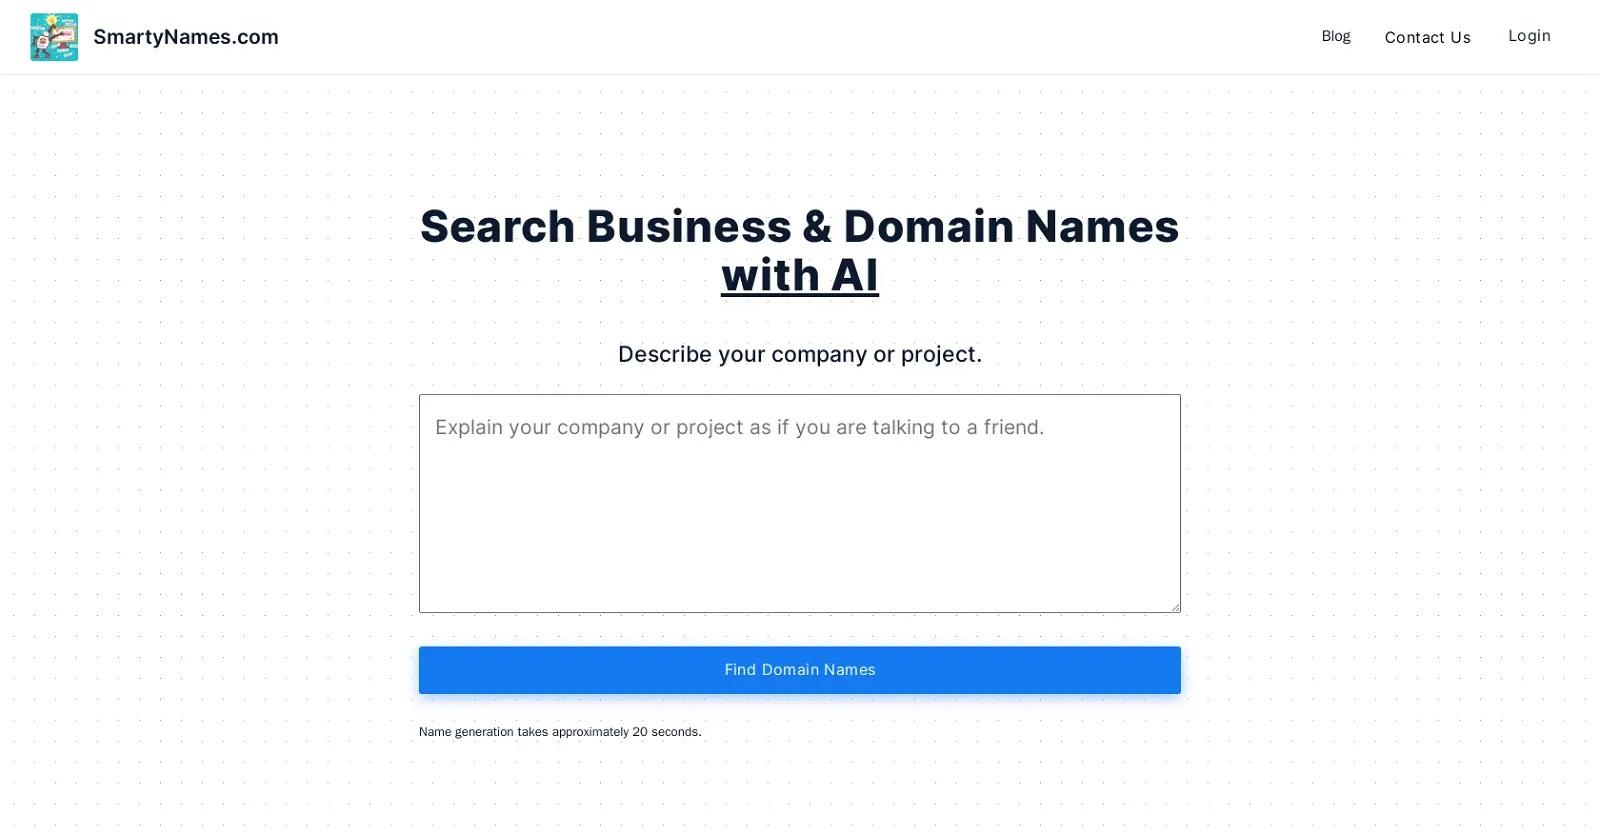 SmartyNames.com
Blog
Contact Us
Login
Search Business & Domain Names
with AI
Describe your company or project.
Explain your company or project as if you are talking to a friend.
Find Domain Names
Name generation takes approximately 20 seconds.